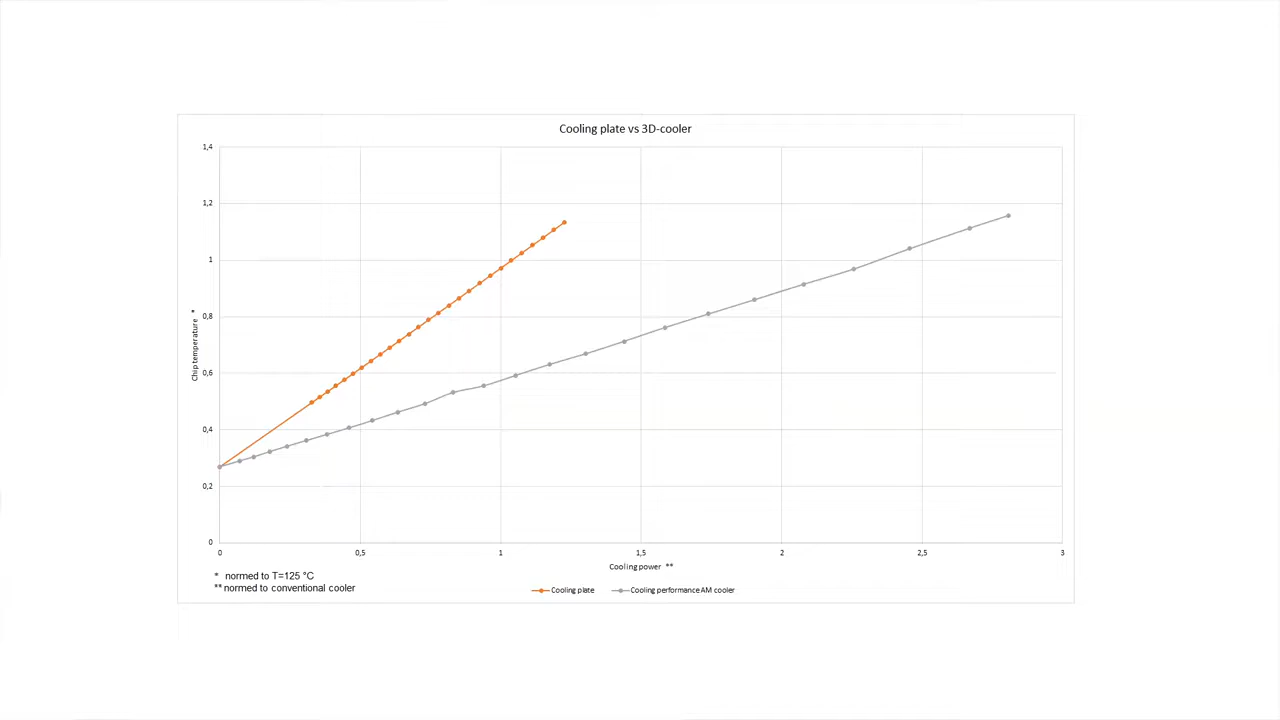 Cooling plate vs 3D-cooler
1,4
1,2
1
0,8
0,6
0,4
0,2
0
Chip temperature *
0 0,5 1 1,5 2 2,5 3
Cooling power **
* normed to T=125 °C
** normed to conventional cooler
Cooling plate Cooling performance AM cooler